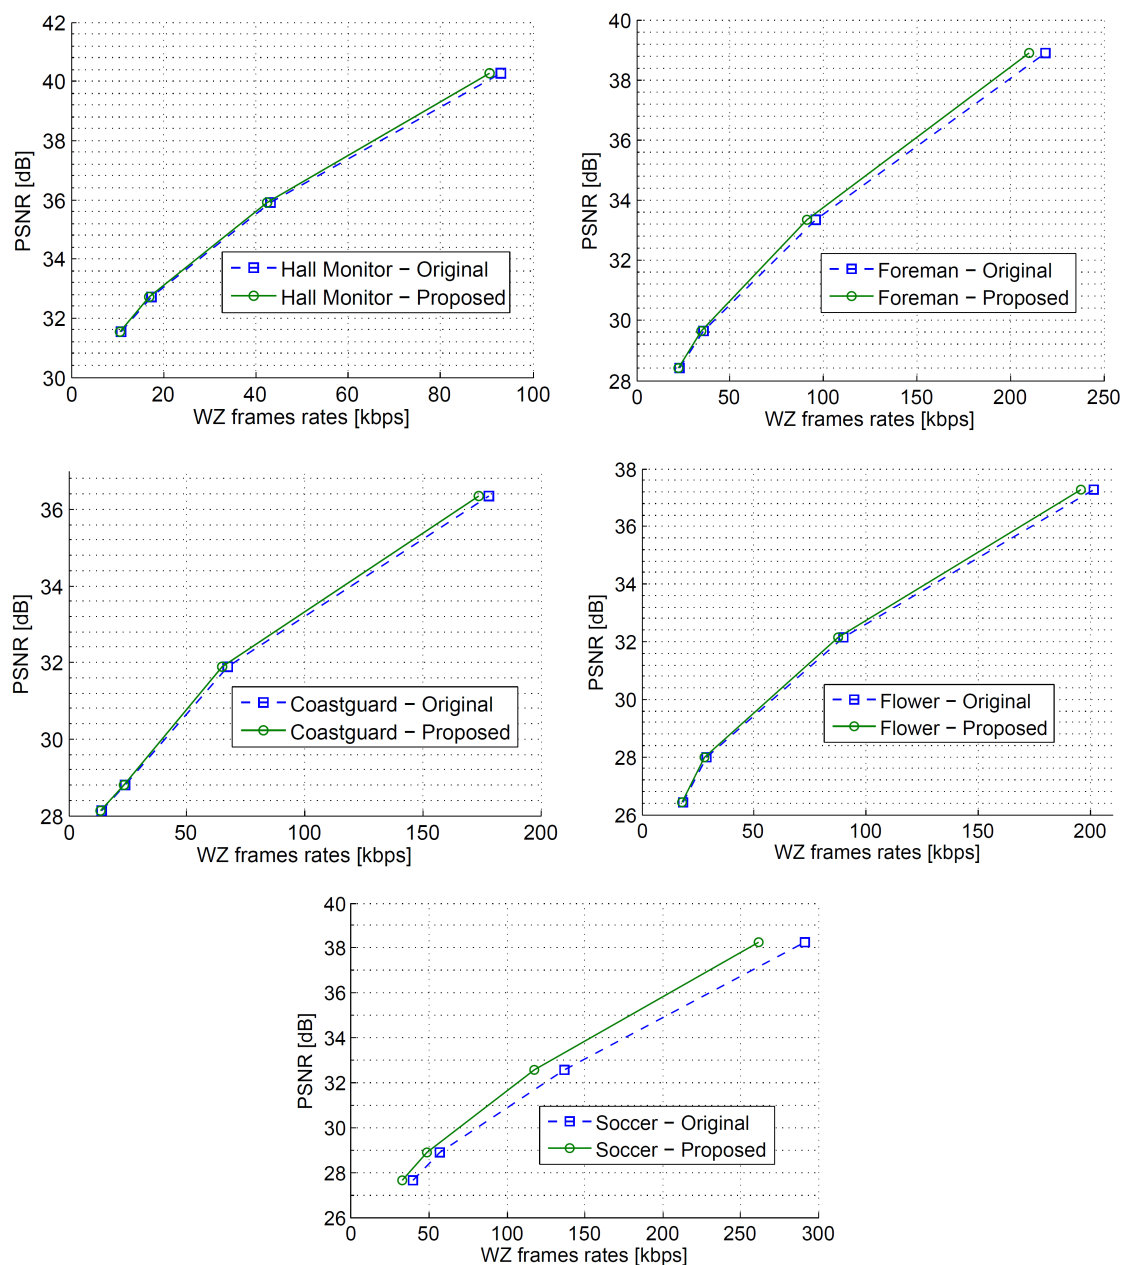 42
40
38
36
34
32
30
PSNR [dB]
0 20 40 60 80 100
WZ frames rates [kbps]
Hall Monitor − Original
Hall Monitor − Proposed
40
38
36
34
32
30
28
PSNR [dB]
50 100 150 200 250
WZ frames rates [kbps]
Foreman − Original
Foreman − Proposed
36
34
32
30
28
PSNR [dB]
0 50 100 150 200
WZ frames rates [kbps]
Coastguard − Original
Coastguard − Proposed
38
36
34
32
30
28
26
PSNR [dB]
0 50 100 150 200
WZ frames rates [kbps]
Flower − Original
Flower − Proposed
40
38
36
34
32
30
28
26
PSNR [dB]
0 50 100 150 200 250 300
WZ frames rates [kbps]
Soccer − Original
Soccer − Proposed